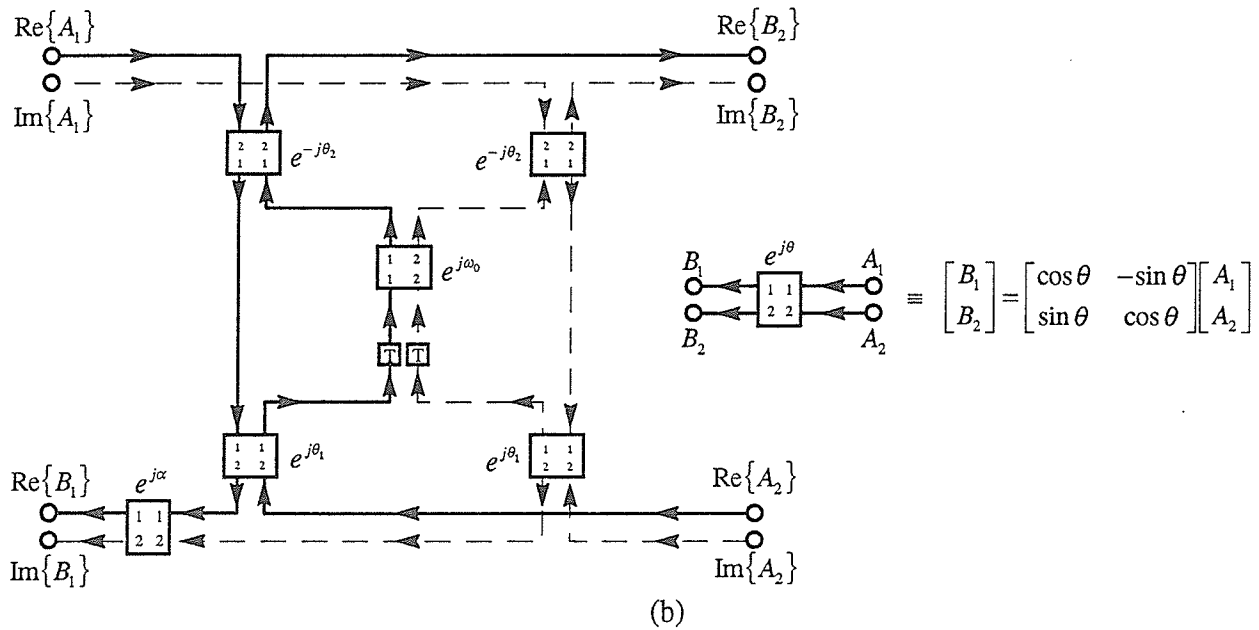 Re{A₁} Re{B₂}
Im{A₁} Im{B₂}
2 2
1 1
e^{-jθ₂}
2 2
1 1
e^{-jθ₂}
1 2
1 2
e^{jω₀}
T T
1 1
2 2
e^{jθ₁}
1 1
2 2
e^{jθ₁}
Re{B₁} Re{A₂}
e^{jα}
1 1
2 2
Im{B₁} Im{A₂}
e^{jθ}
B₁ 1 1 A₁
B₂ 2 2 A₂
≡ [B₁ B₂] = [cos θ −sin θ
sin θ cos θ] [A₁ A₂]
(b)